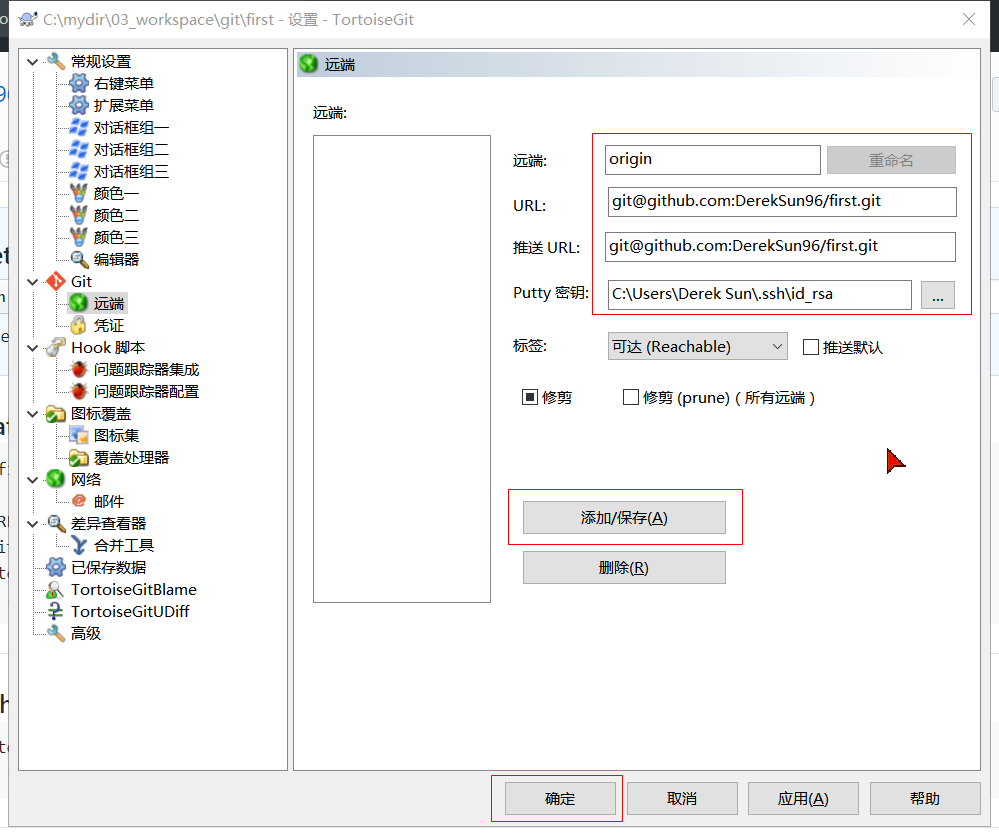 C:\mydir\03_workspace\git\first - 设置 - TortoiseGit
常规设置
右键菜单
扩展菜单
对话框组一
对话框组二
对话框组三
颜色一
颜色二
颜色三
编辑器
Git
远端
凭证
Hook 脚本
问题跟踪器集成
问题跟踪器配置
图标覆盖
图标集
覆盖处理器
网络
邮件
差异查看器
合并工具
已保存数据
TortoiseGitBlame
TortoiseGitUDiff
高级
远端
远端:
远端: origin 重命名
URL: git@github.com:DerekSun96/first.git
推送 URL: git@github.com:DerekSun96/first.git
Putty 密钥: C:\Users\Derek Sun\.ssh\id_rsa ...
标签: 可达 (Reachable) 推送默认
修剪 修剪 (prune) ( 所有远端 )
添加/保存(A)
删除(R)
确定 取消 应用(A) 帮助